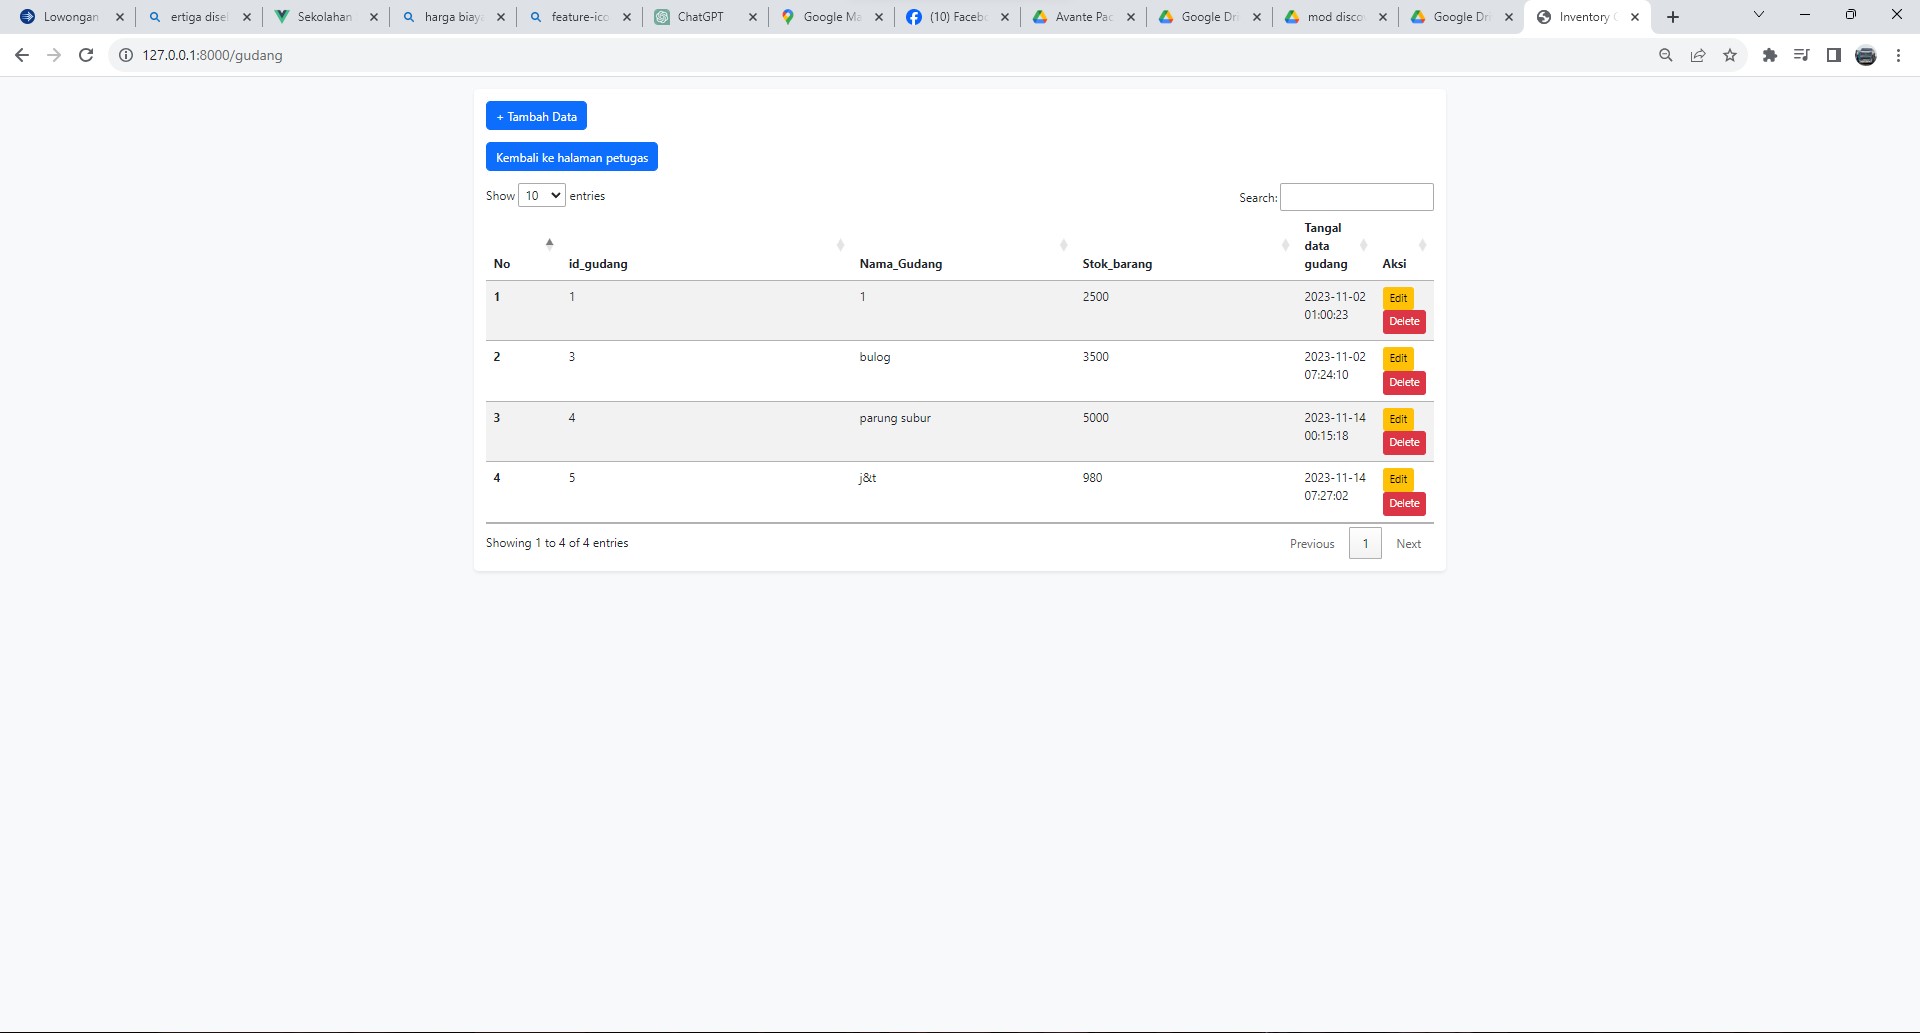 Lowongan
ertiga disel
Sekolahan
harga biay
feature-ico
ChatGPT
Google Ma
(10) Faceb
Avante Pac
Google Dri
mod disco
Google Dri
Inventory
127.0.0.1:8000/gudang
+ Tambah Data
Kembali ke halaman petugas
Show 10 entries
Search:
No id_gudang Nama_Gudang Stok_barang Tangal data gudang Aksi
1 1 1 2500 2023-11-02 01:00:23 Edit Delete
2 3 bulog 3500 2023-11-02 07:24:10 Edit Delete
3 4 parung subur 5000 2023-11-14 00:15:18 Edit Delete
4 5 j&t 980 2023-11-14 07:27:02 Edit Delete
Showing 1 to 4 of 4 entries
Previous 1 Next